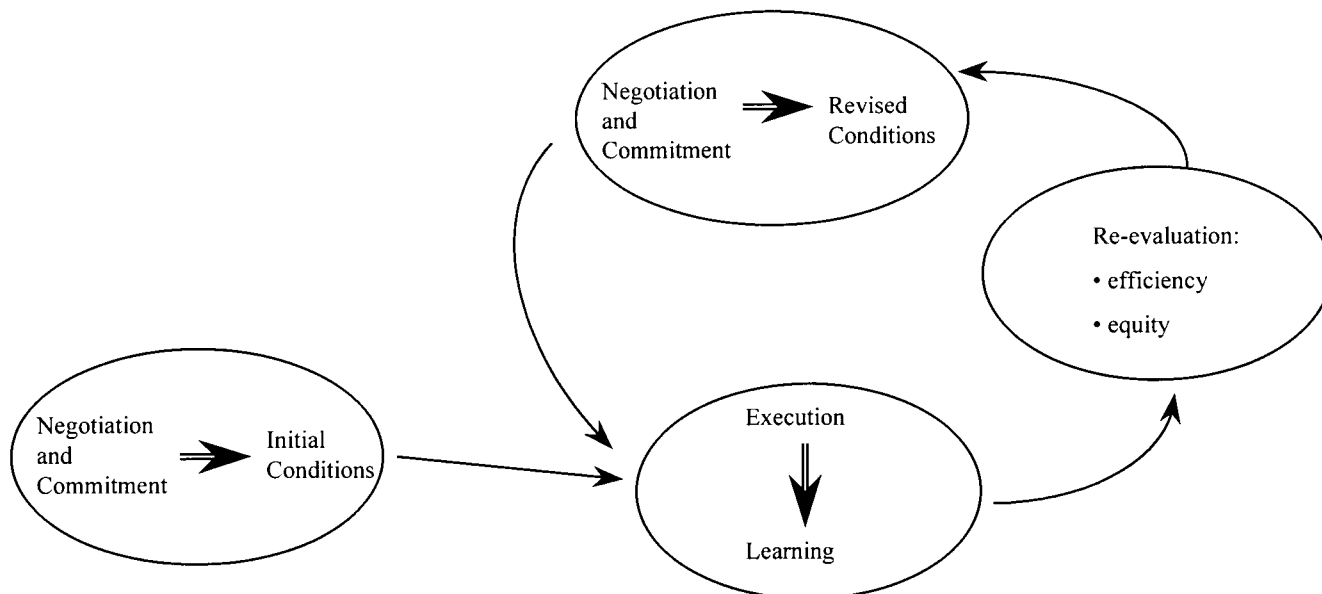 Negotiation
and
Commitment
Revised
Conditions
Re-evaluation:
• efficiency
• equity
Negotiation
and
Commitment
Initial
Conditions
Execution
Learning